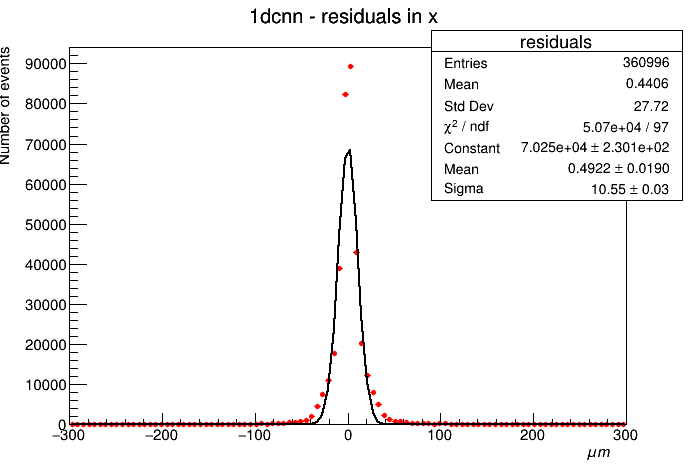 1dcnn - residuals in x
Number of events
residuals
Entries 360996
Mean 0.4406
Std Dev 27.72
χ² / ndf 5.07e+04 / 97
Constant 7.025e+04 ± 2.301e+02
Mean 0.4922 ± 0.0190
Sigma 10.55 ± 0.03
90000
80000
70000
60000
50000
40000
30000
20000
10000
0
−300 −200 −100 0 100 200 300
μm